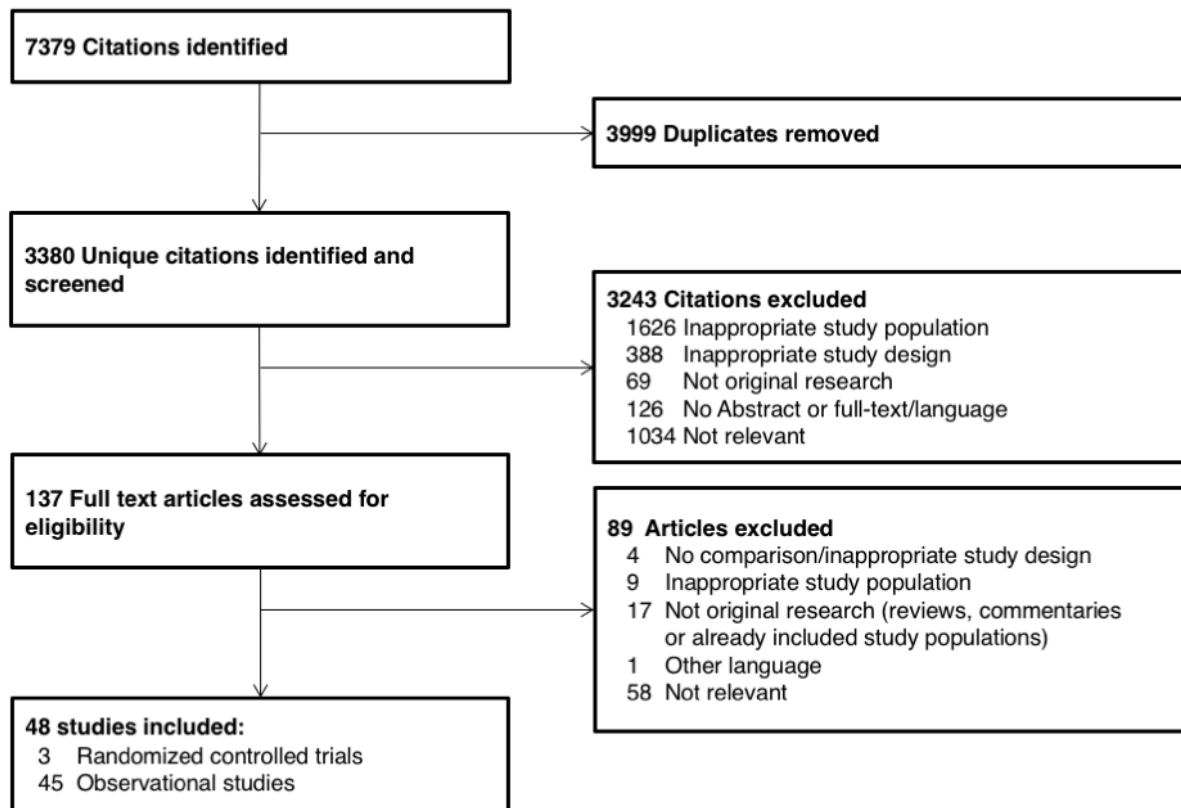 7379 Citations identified
3999 Duplicates removed
3380 Unique citations identified and
screened
3243 Citations excluded
1626 Inappropriate study population
388 Inappropriate study design
69 Not original research
126 No Abstract or full-text/language
1034 Not relevant
137 Full text articles assessed for
eligibility
89 Articles excluded
4 No comparison/inappropriate study design
9 Inappropriate study population
17 Not original research (reviews, commentaries
or already included study populations)
1 Other language
58 Not relevant
48 studies included:
3 Randomized controlled trials
45 Observational studies